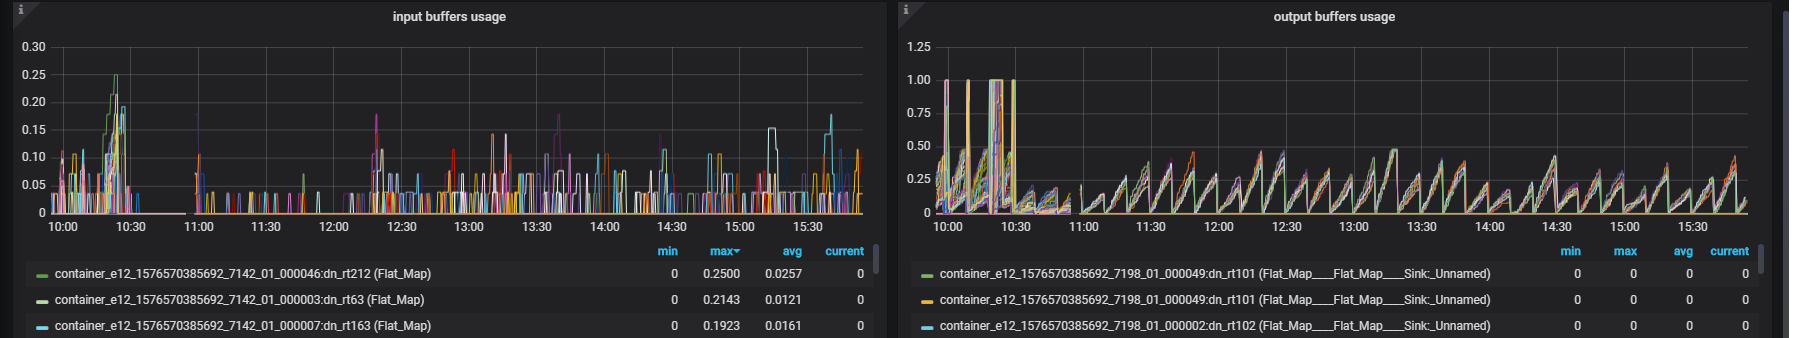 i
input buffers usage
0.30
0.25
0.20
0.15
0.10
0.05
0
10:00 10:30 11:00 11:30 12:00 12:30 13:00 13:30 14:00 14:30 15:00 15:30
min max avg current
container_e12_1576570385692_7142_01_000046:dn_rt212 (Flat_Map) 0 0.2500 0.0257 0
container_e12_1576570385692_7142_01_000003:dn_rt63 (Flat_Map) 0 0.2143 0.0121 0
container_e12_1576570385692_7142_01_000007:dn_rt163 (Flat_Map) 0 0.1923 0.0161 0
i
output buffers usage
1.25
1.00
0.75
0.50
0.25
0
10:00 10:30 11:00 11:30 12:00 12:30 13:00 13:30 14:00 14:30 15:00 15:30
min max avg current
container_e12_1576570385692_7198_01_000049:dn_rt101 (Flat_Map____Flat_Map____Sink:_Unnamed) 0 0 0 0
container_e12_1576570385692_7198_01_000049:dn_rt101 (Flat_Map____Flat_Map____Sink:_Unnamed) 0 0 0 0
container_e12_1576570385692_7198_01_000002:dn_rt102 (Flat_Map____Flat_Map____Sink:_Unnamed) 0 0 0 0